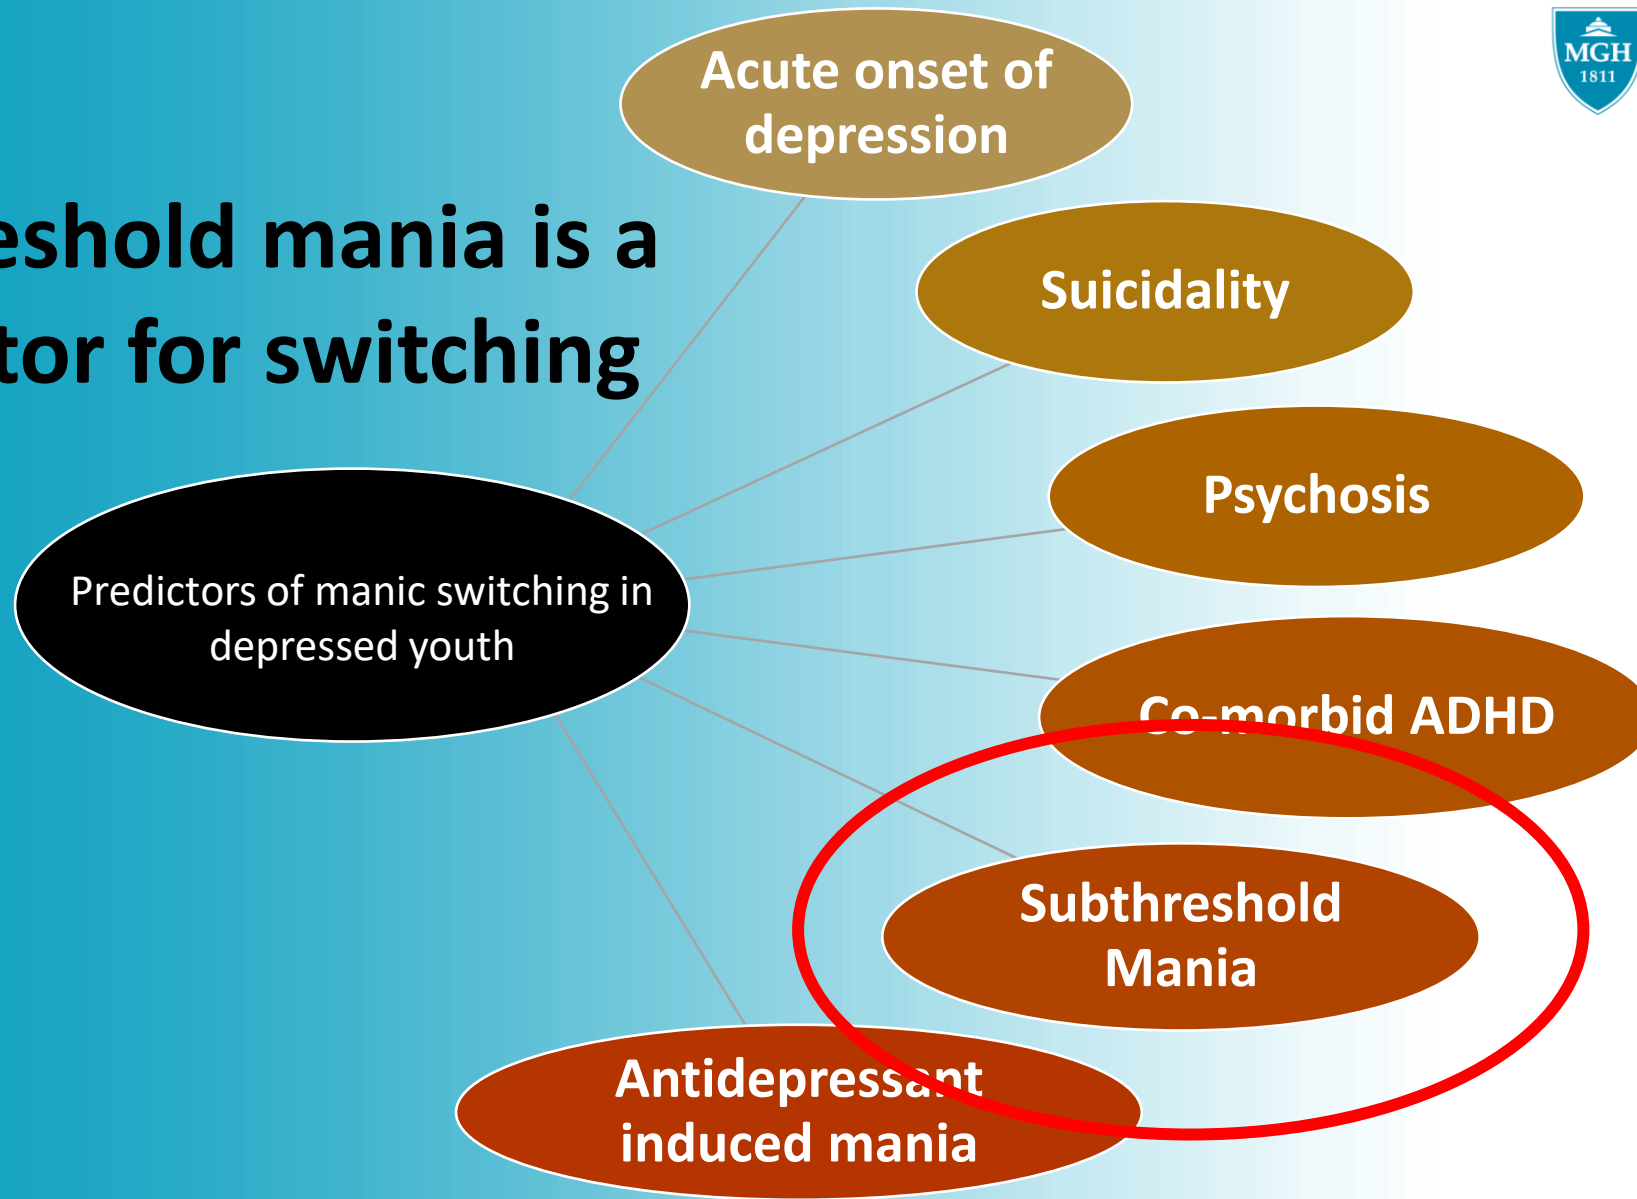 eshold mania is a
tor for switching
Acute onset of
depression
Suicidality
Psychosis
Predictors of manic switching in
depressed youth
Co-morbid ADHD
Subthreshold
Mania
Antidepressant
induced mania
MGH
1811